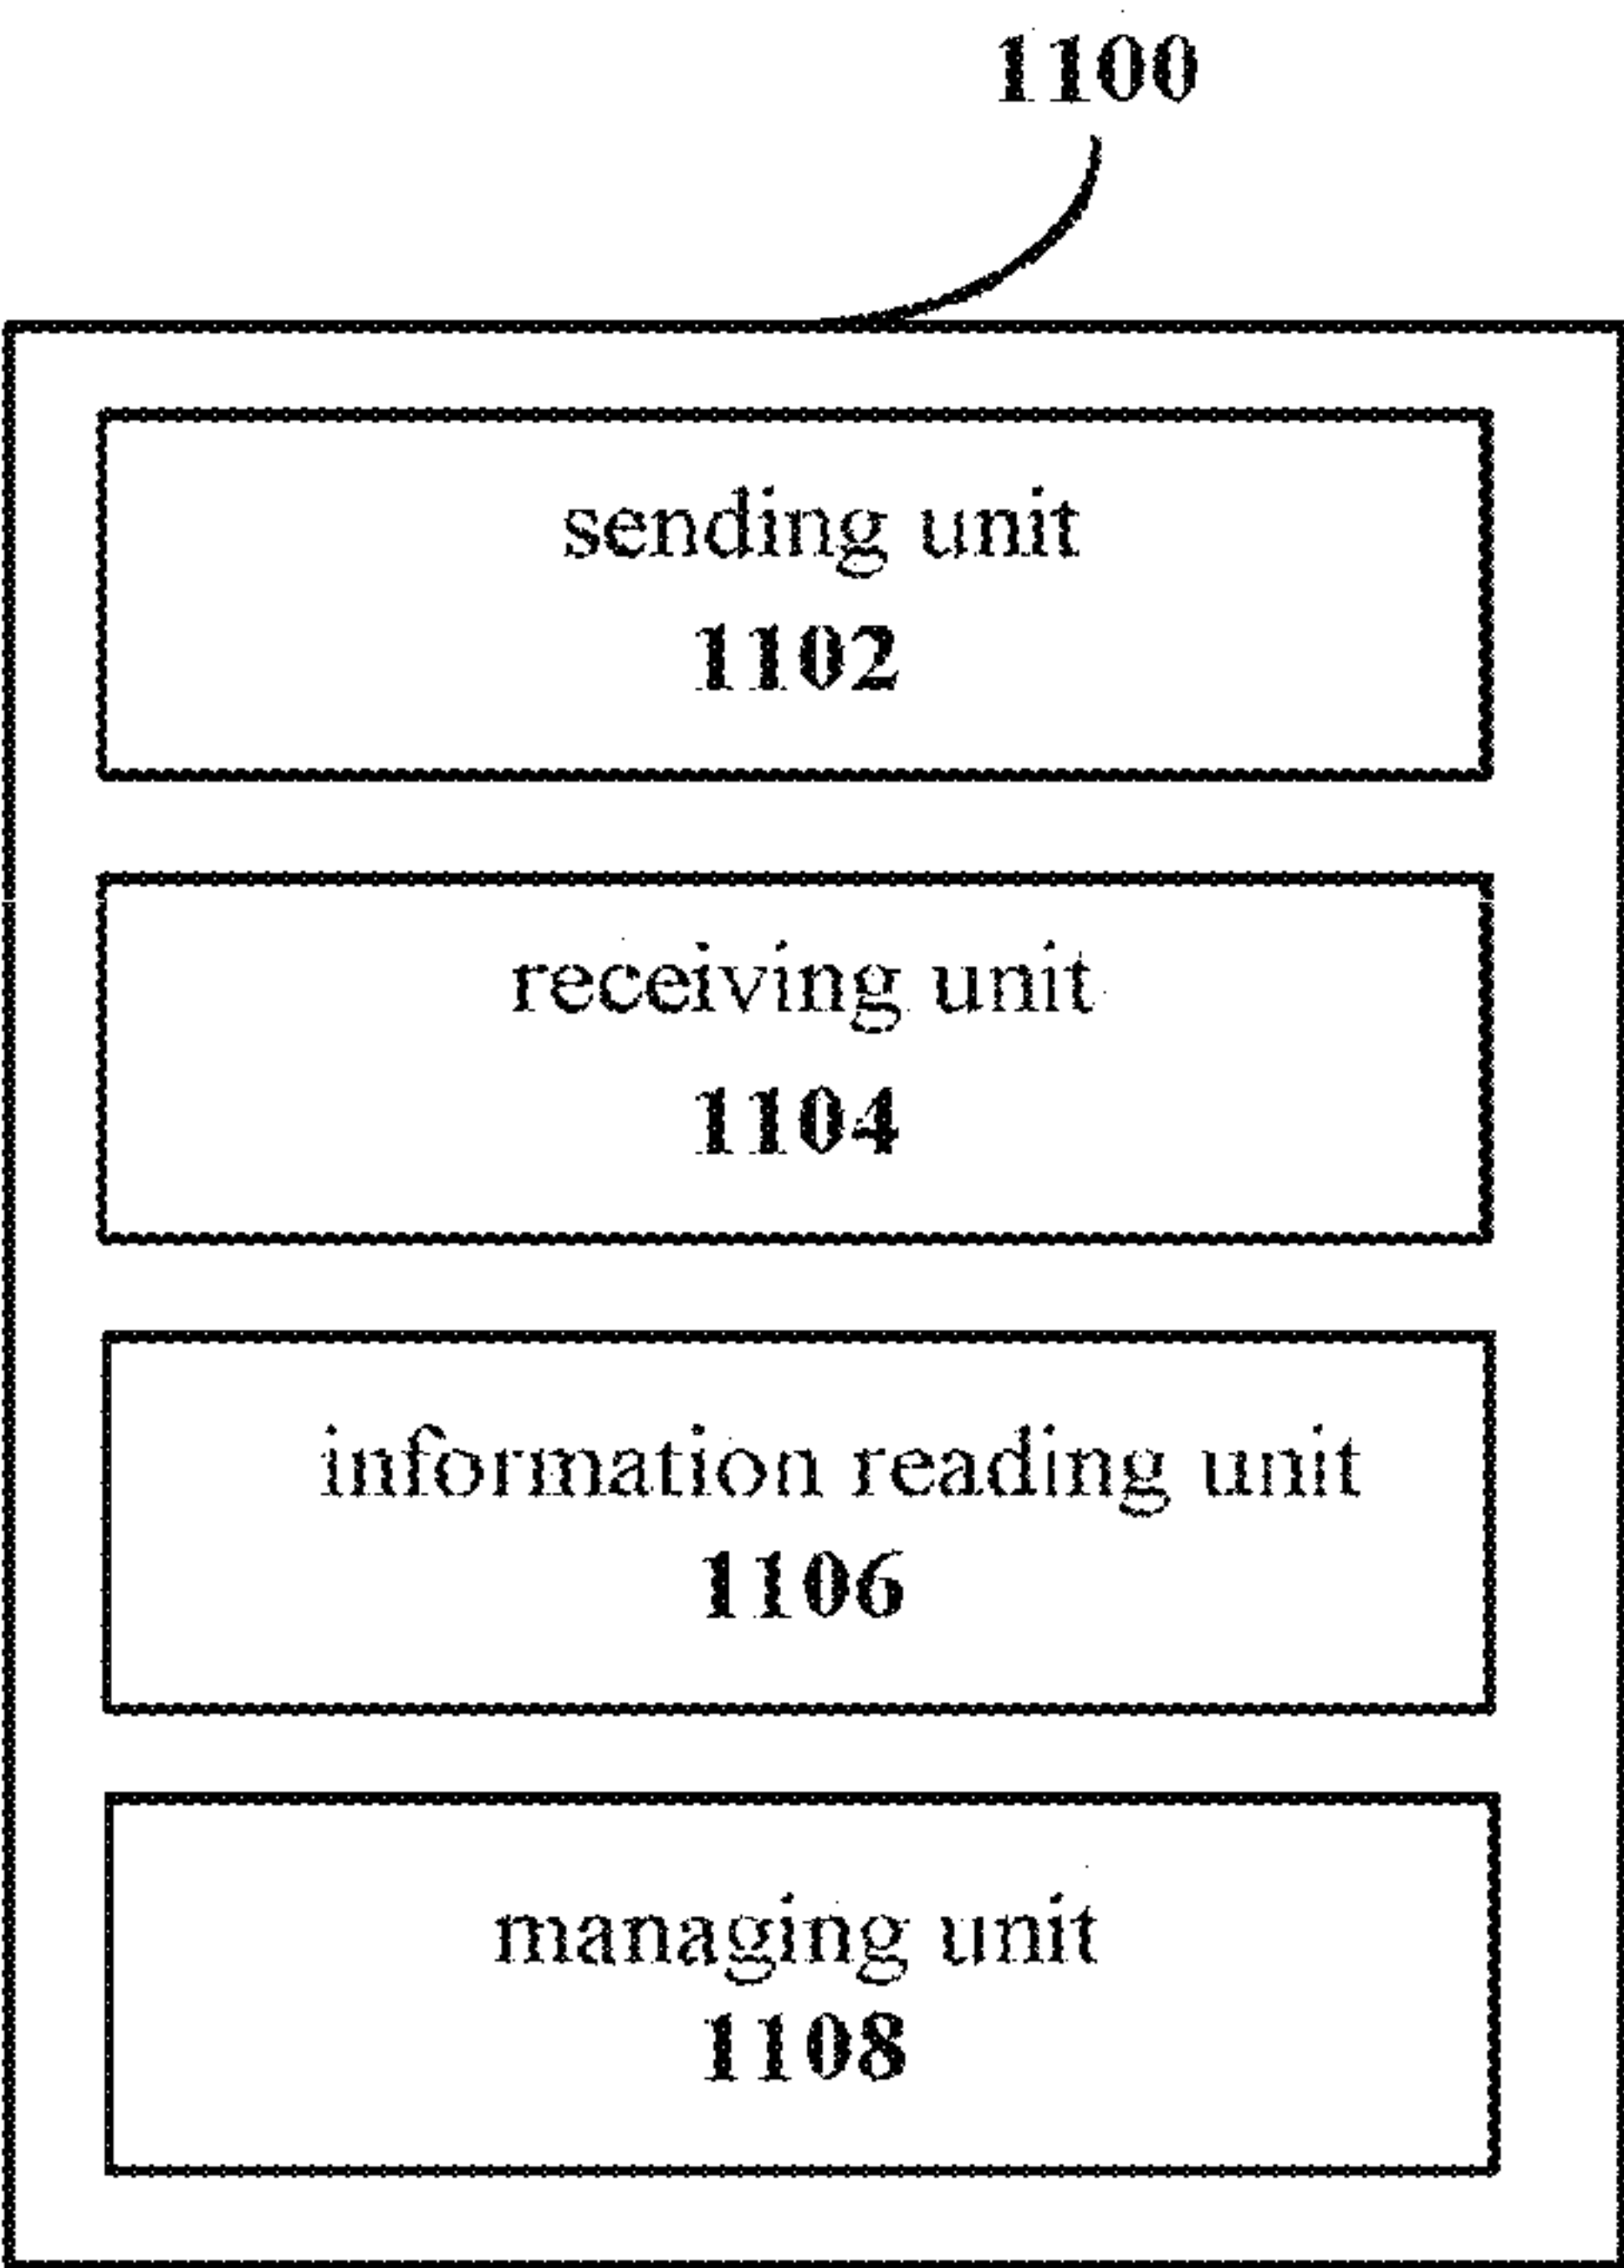 1100
sending unit
1102
receiving unit
1104
information reading unit
1106
managing unit
1108